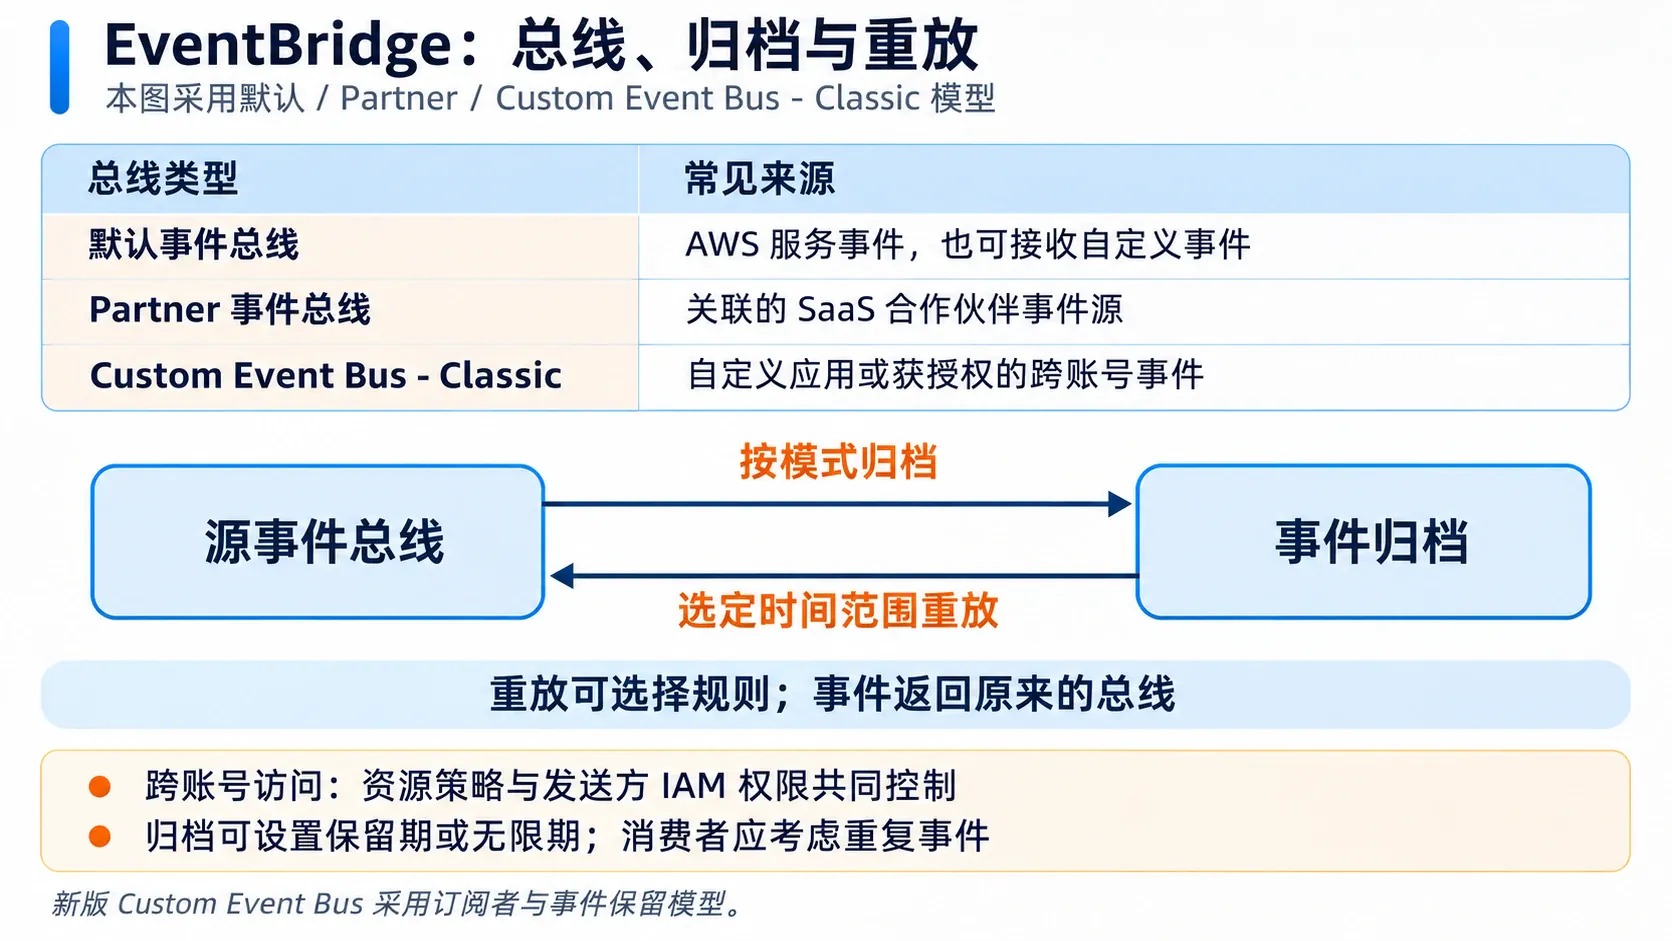 EventBridge：总线、归档与重放
本图采用默认 / Partner / Custom Event Bus - Classic 模型
总线类型
常见来源
默认事件总线
AWS 服务事件，也可接收自定义事件
Partner 事件总线
关联的 SaaS 合作伙伴事件源
Custom Event Bus - Classic
自定义应用或获授权的跨账号事件
按模式归档
源事件总线
事件归档
选定时间范围重放
重放可选择规则；事件返回原来的总线
跨账号访问：资源策略与发送方 IAM 权限共同控制
归档可设置保留期或无限期；消费者应考虑重复事件
新版 Custom Event Bus 采用订阅者与事件保留模型。